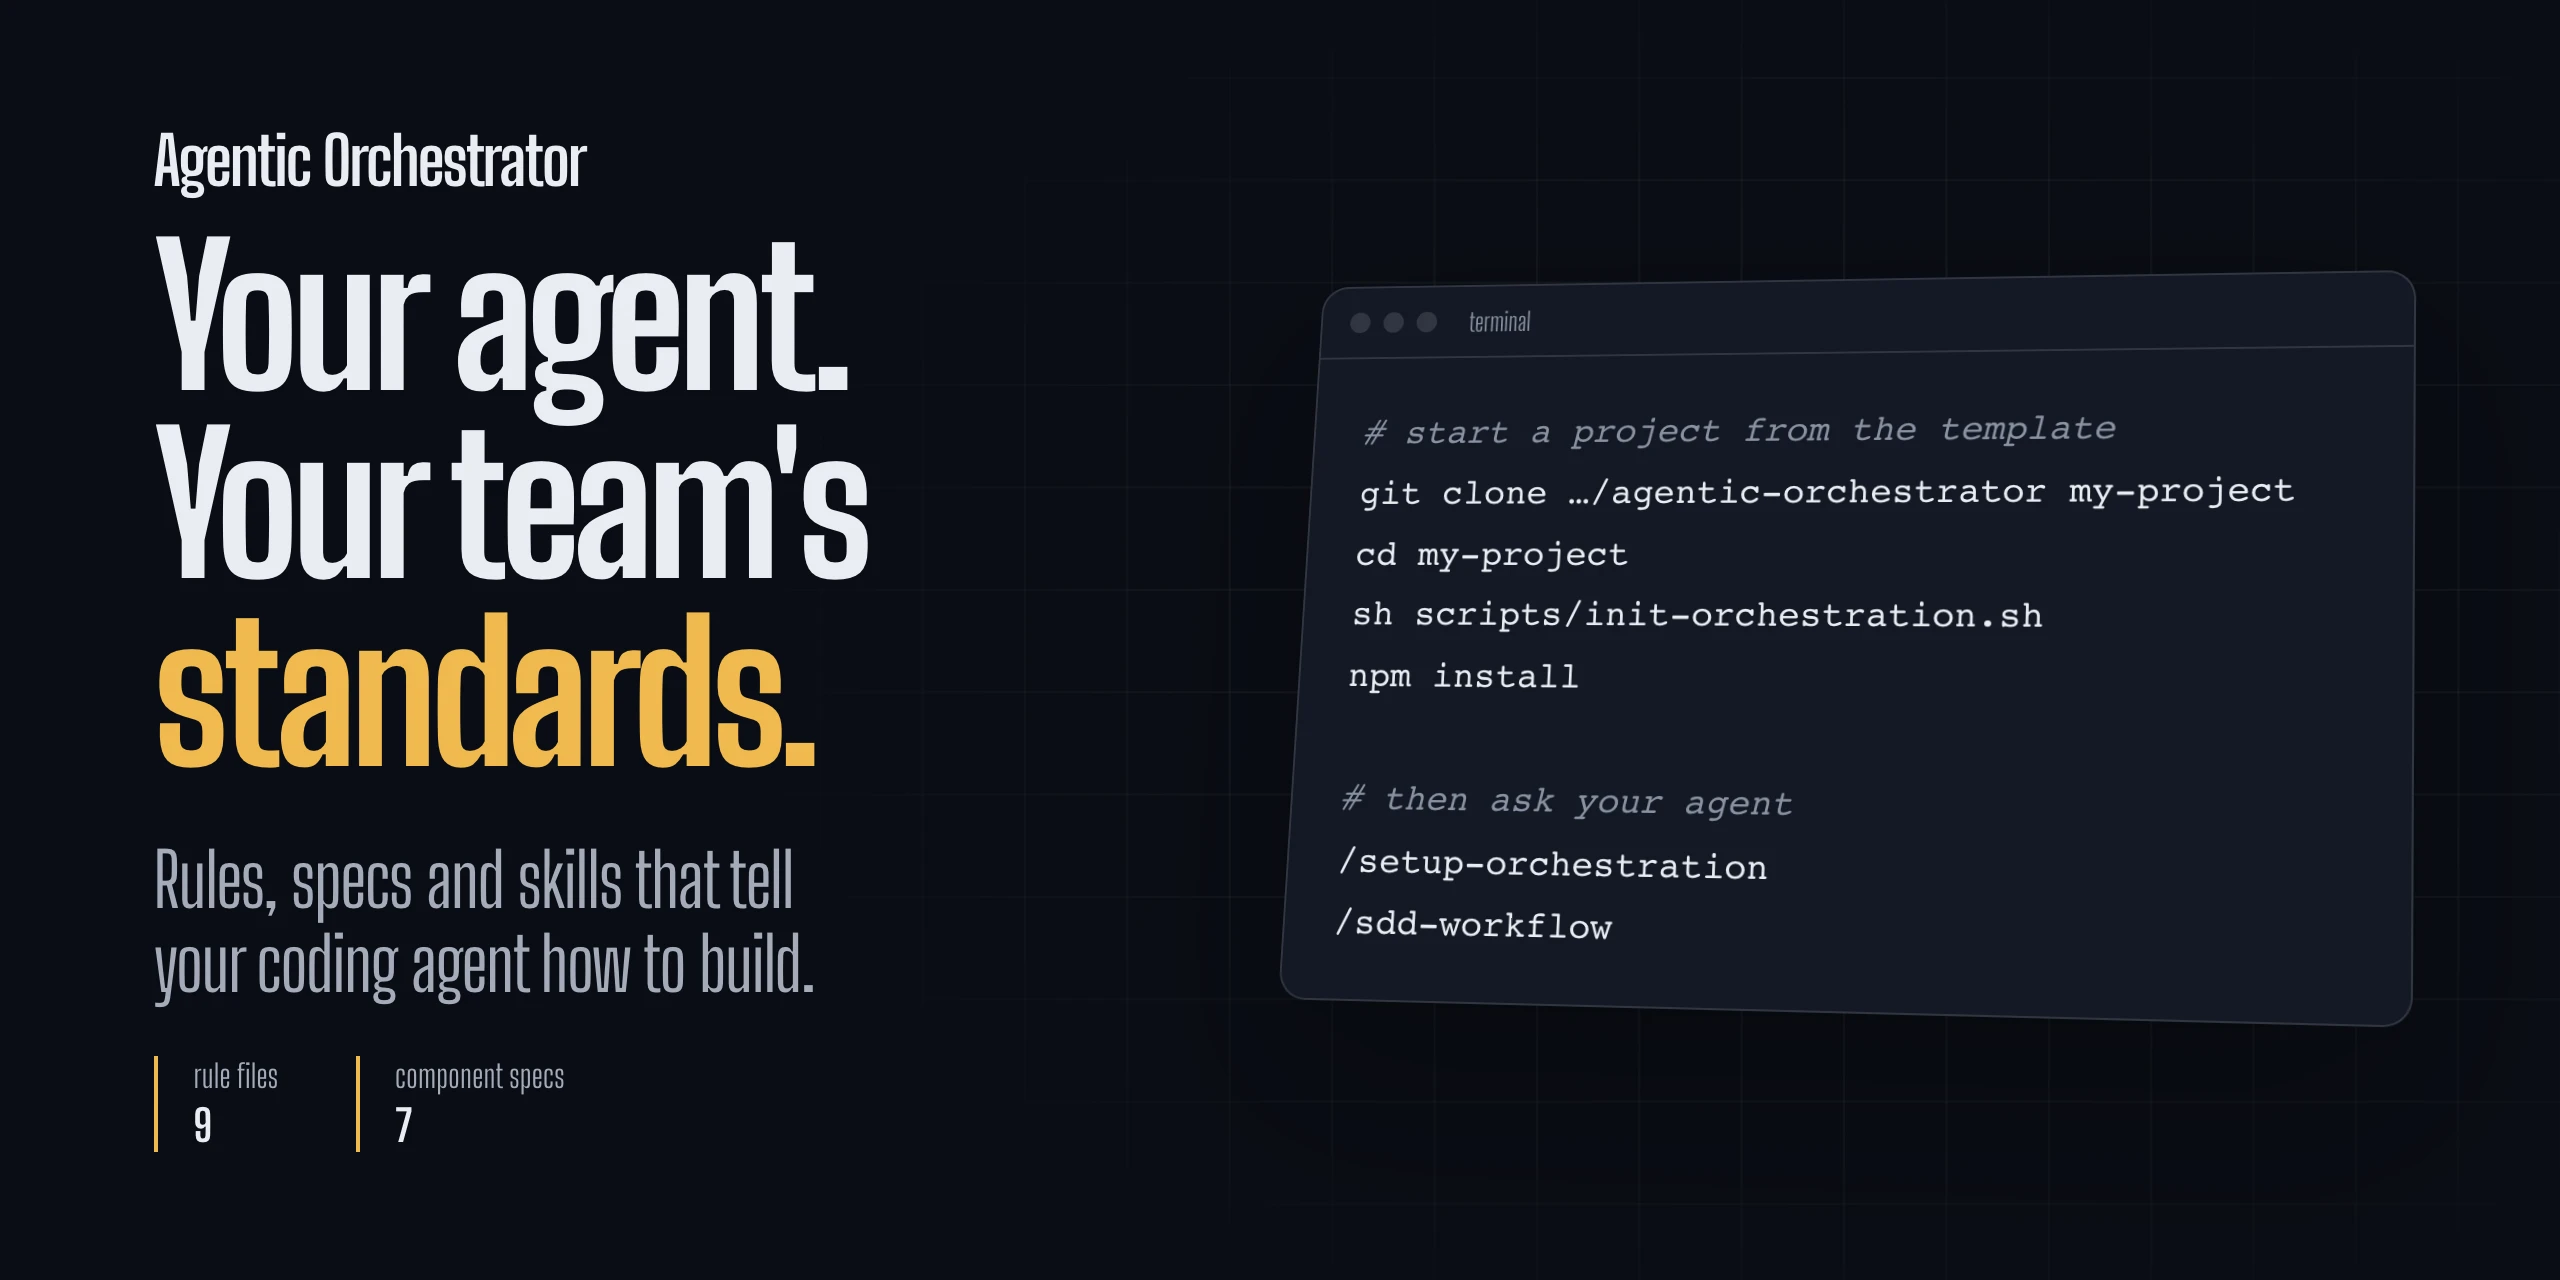 Agentic Orchestrator
Your agent.
Your team's
standards.
Rules, specs and skills that tell
your coding agent how to build.
rule files
9
component specs
7
terminal
# start a project from the template
git clone …/agentic-orchestrator my-project
cd my-project
sh scripts/init-orchestration.sh
npm install
# then ask your agent
/setup-orchestration
/sdd-workflow